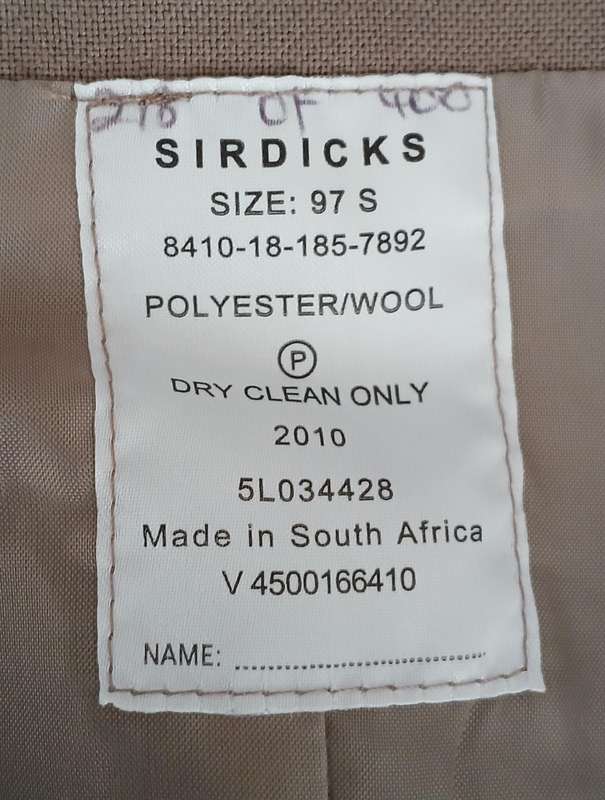 218 OF 400
SIRDICKS
SIZE: 97 S
8410-18-185-7892
POLYESTER/WOOL
P
DRY CLEAN ONLY
2010
5L034428
Made in South Africa
V 4500166410
NAME: ................................